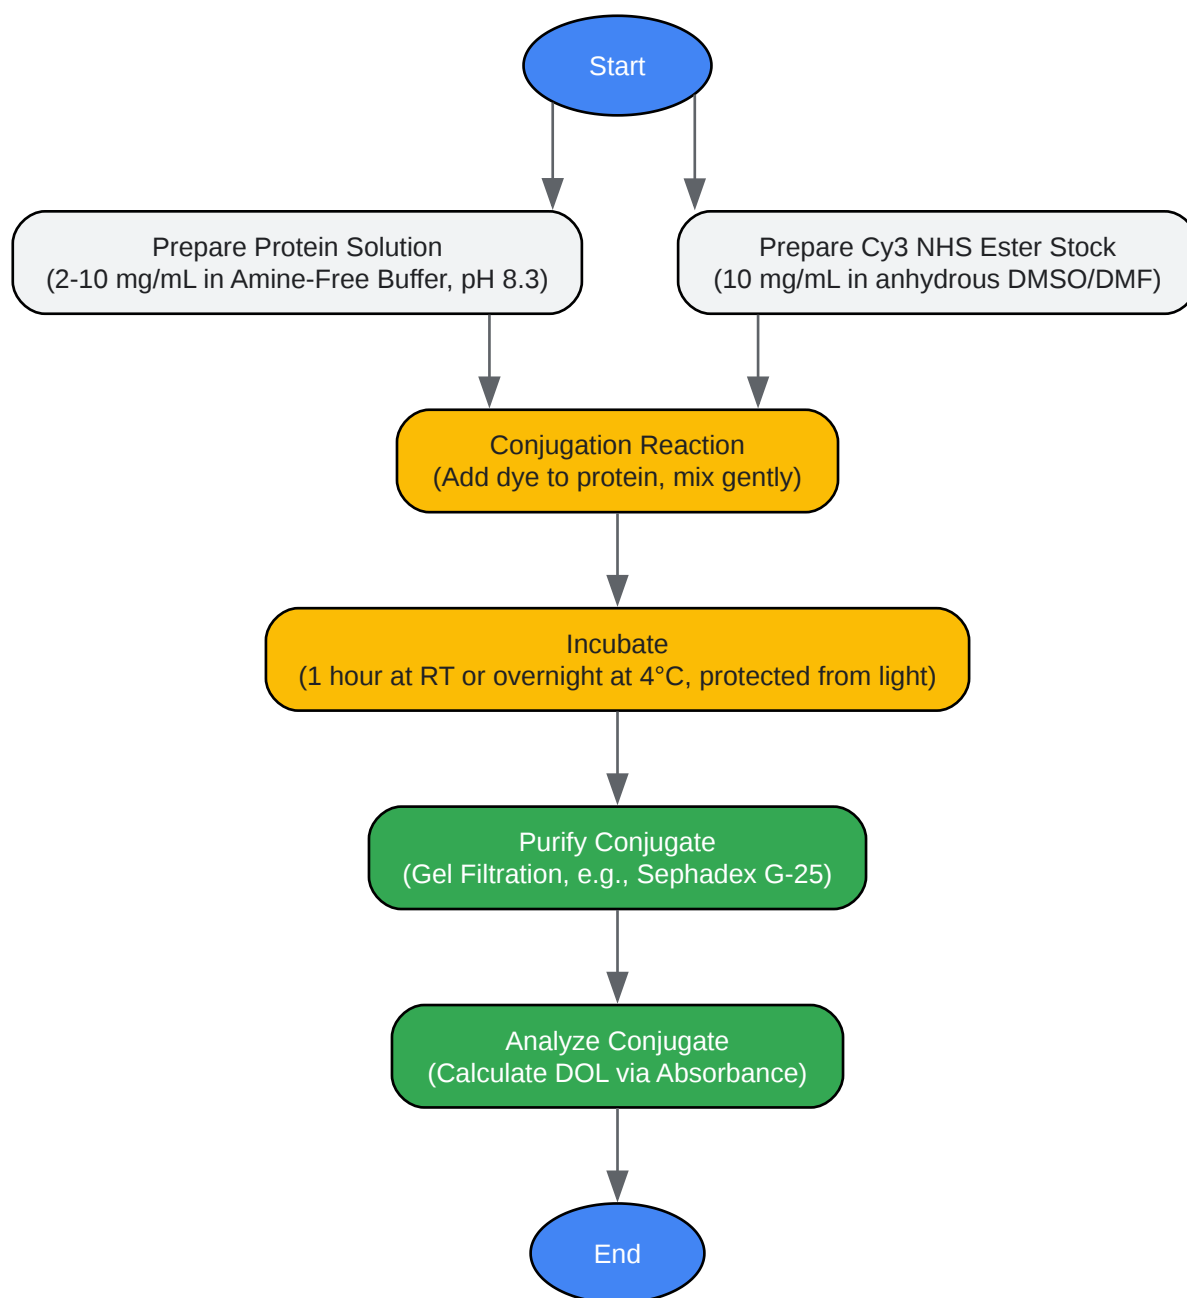 Start
Prepare Protein Solution
(2-10 mg/mL in Amine-Free Buffer, pH 8.3)
Prepare Cy3 NHS Ester Stock
(10 mg/mL in anhydrous DMSO/DMF)
Conjugation Reaction
(Add dye to protein, mix gently)
Incubate
(1 hour at RT or overnight at 4°C, protected from light)
Purify Conjugate
(Gel Filtration, e.g., Sephadex G-25)
Analyze Conjugate
(Calculate DOL via Absorbance)
End